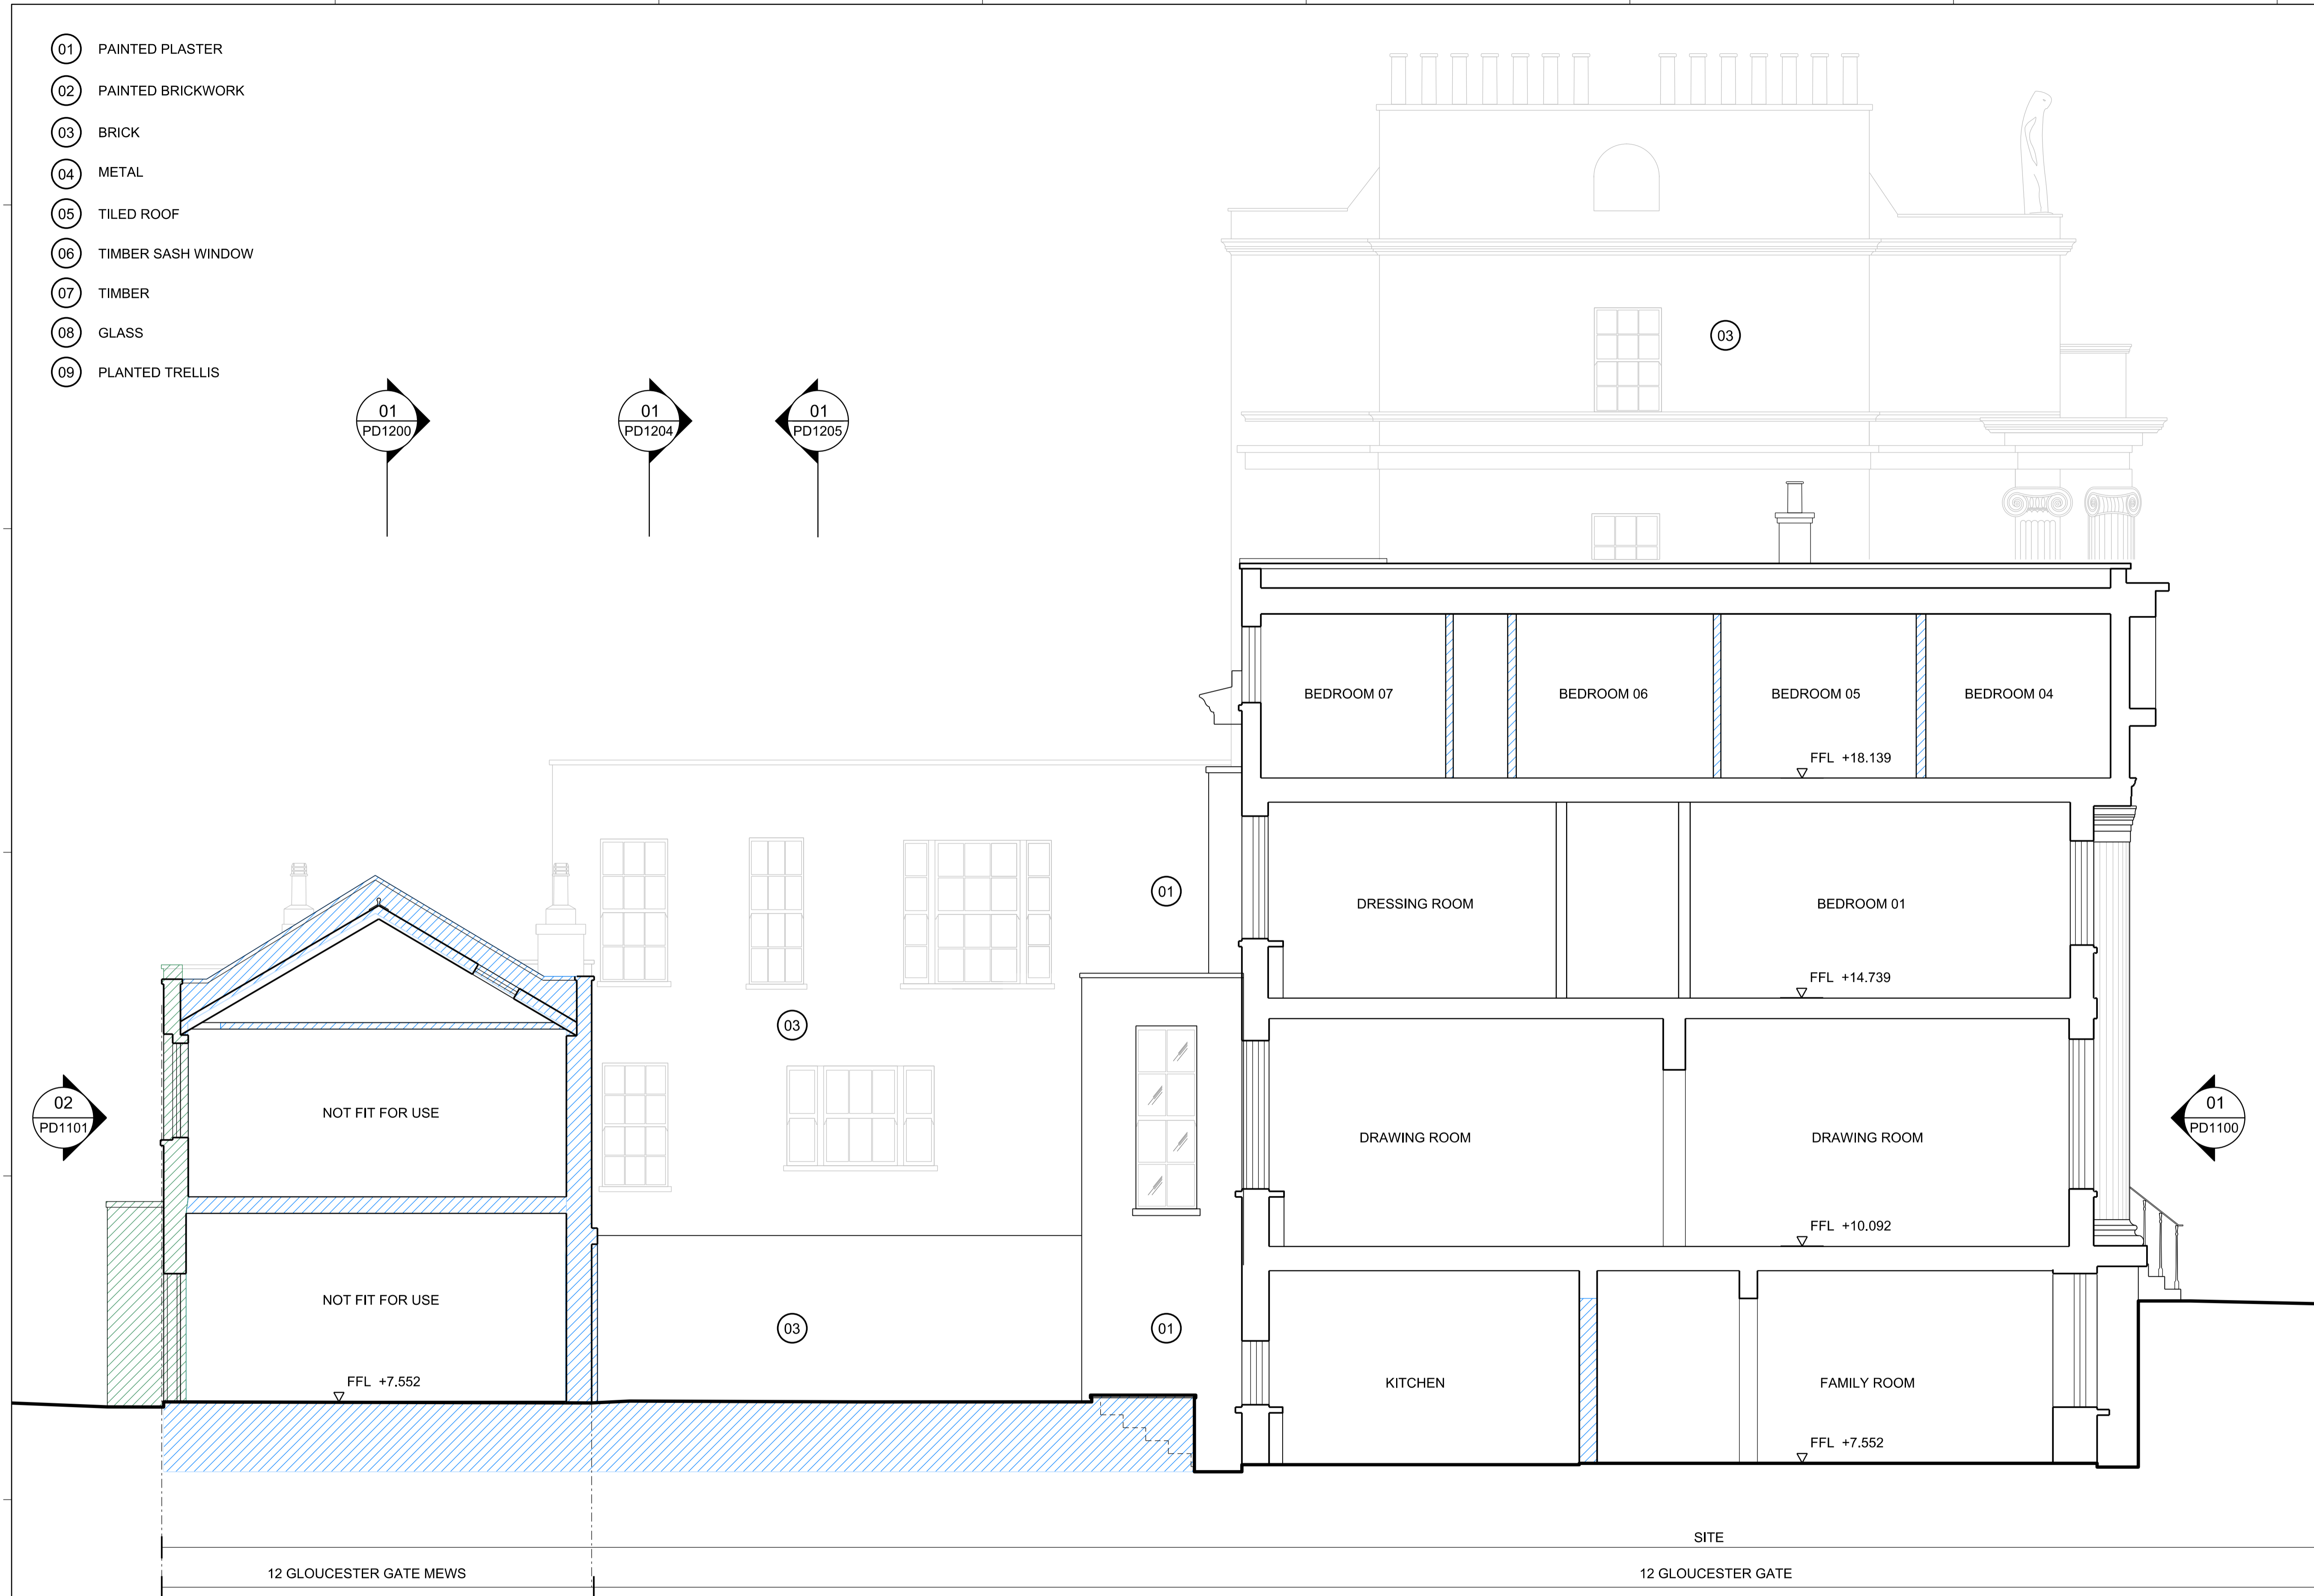 01 PAINTED PLASTER
02 PAINTED BRICKWORK
03 BRICK
04 METAL
05 TILED ROOF
06 TIMBER SASH WINDOW
07 TIMBER
08 GLASS
09 PLANTED TRELLIS
03
01
PD1200
01
PD1204
01
PD1205
BEDROOM 07
BEDROOM 06
BEDROOM 05
BEDROOM 04
FFL +18.139
01
DRESSING ROOM
BEDROOM 01
FFL +14.739
03
02
PD1101
NOT FIT FOR USE
DRAWING ROOM
DRAWING ROOM
01
PD1100
FFL +10.092
NOT FIT FOR USE
03
01
FFL +7.552
KITCHEN
FAMILY ROOM
FFL +7.552
SITE
12 GLOUCESTER GATE MEWS
12 GLOUCESTER GATE